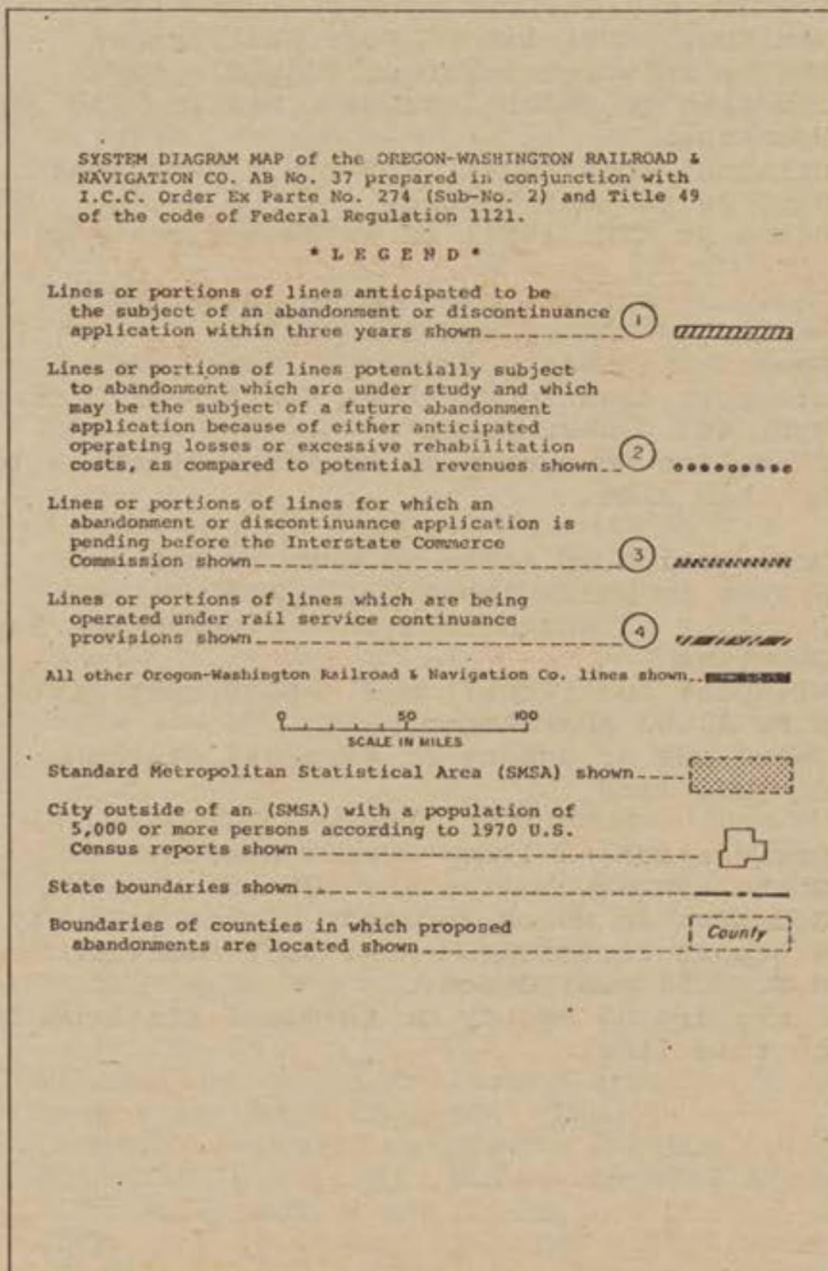 SYSTEM DIAGRAM MAP of the OREGON-WASHINGTON RAILROAD &
NAVIGATION CO. AB No. 37 prepared in conjunction with
I.C.C. Order Ex Parte No. 274 (Sub-No. 2) and Title 49
of the code of Federal Regulation 1121.
* L E G E N D *
Lines or portions of lines anticipated to be
the subject of an abandonment or discontinuance
application within three years shown 1
Lines or portions of lines potentially subject
to abandonment which are under study and which
may be the subject of a future abandonment
application because of either anticipated
operating losses or excessive rehabilitation
costs, as compared to potential revenues shown 2
Lines or portions of lines for which an
abandonment or discontinuance application is
pending before the Interstate Commerce
Commission shown 3
Lines or portions of lines which are being
operated under rail service continuance
provisions shown 4
All other Oregon-Washington Railroad & Navigation Co. lines shown
0 50 100
SCALE IN MILES
Standard Metropolitan Statistical Area (SMSA) shown
City outside of an (SMSA) with a population of
5,000 or more persons according to 1970 U.S.
Census reports shown
State boundaries shown
Boundaries of counties in which proposed
abandonments are located shown County